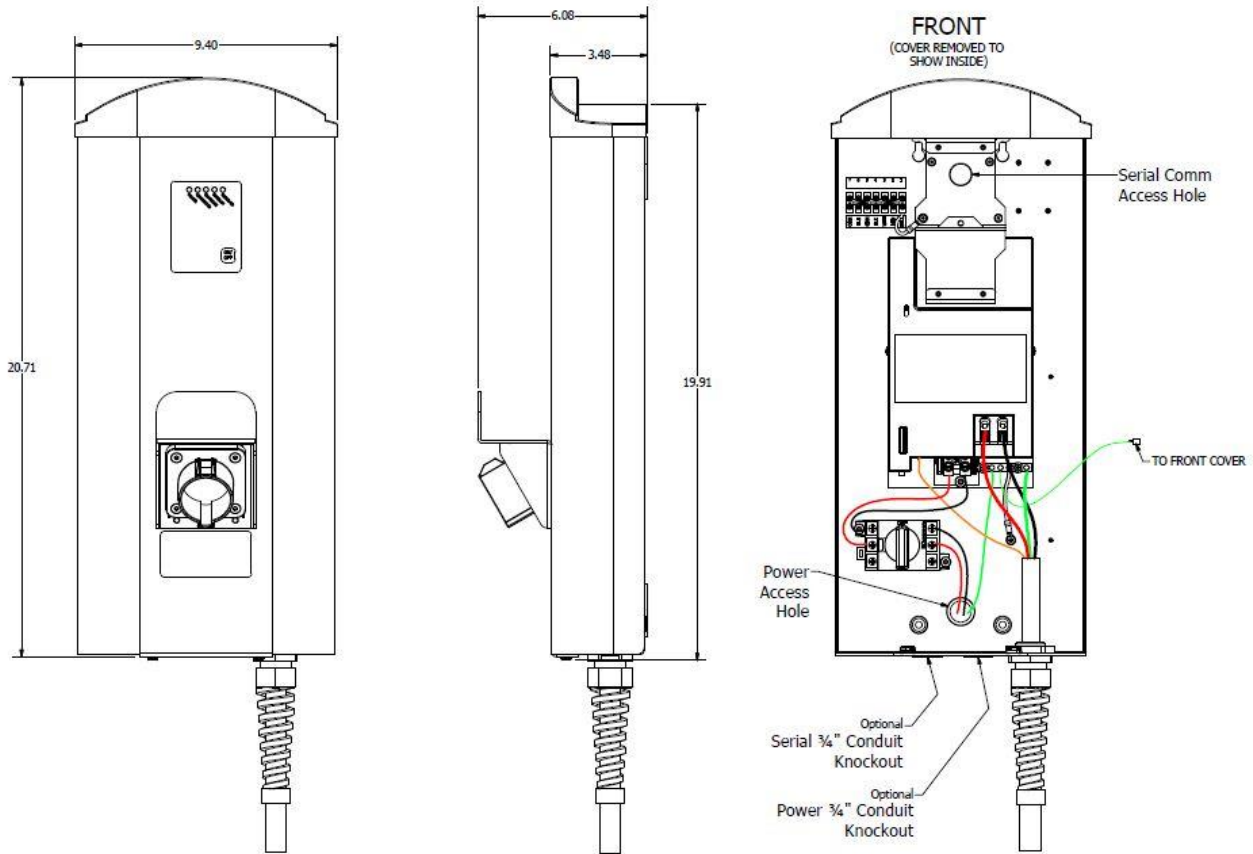 9.40
20.71
6.08
3.48
19.91
FRONT
(COVER REMOVED TO
SHOW INSIDE)
Serial Comm
Access Hole
TO FRONT COVER
Power
Access
Hole
Optional
Serial ¾" Conduit
Knockout
Optional
Power ¾" Conduit
Knockout